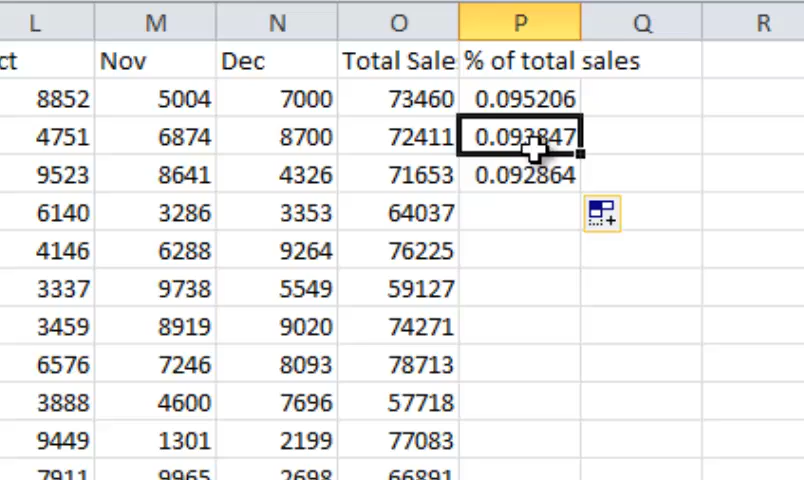 L M N O P Q R
ct Nov Dec Total Sale % of total sales
8852 5004 7000 73460 0.095206
4751 6874 8700 72411 0.093847
9523 8641 4326 71653 0.092864
6140 3286 3353 64037
4146 6288 9264 76225
3337 9738 5549 59127
3459 8919 9020 74271
6576 7246 8093 78713
3888 4600 7696 57718
9449 1301 2199 77083
7911 9965 2698 66891